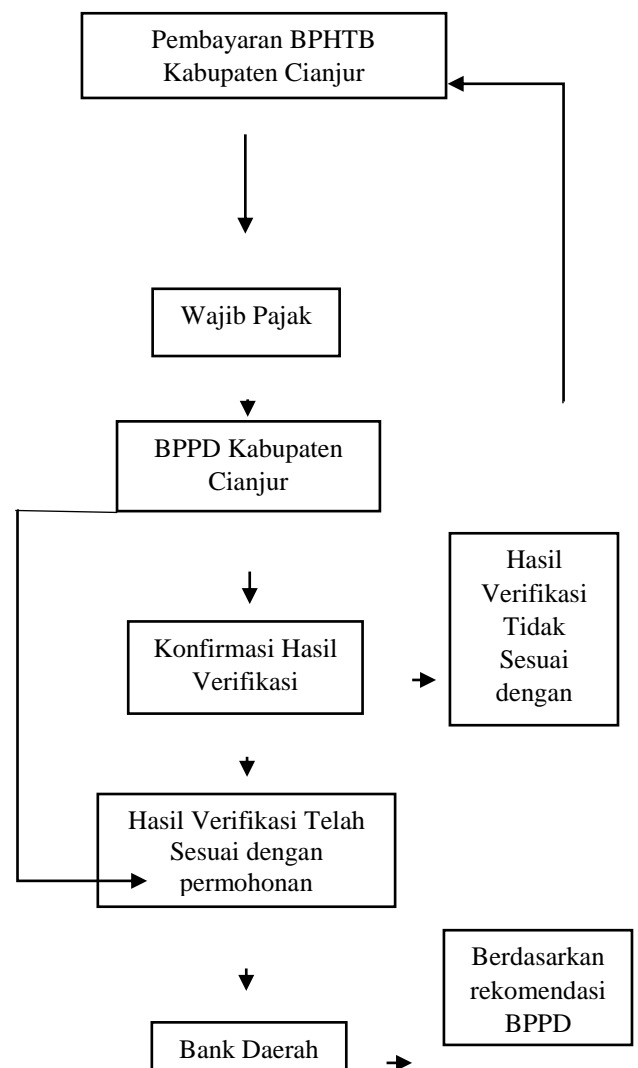 Pembayaran BPHTB
Kabupaten Cianjur
Wajib Pajak
BPPD Kabupaten
Cianjur
Konfirmasi Hasil
Verifikasi
Hasil
Verifikasi
Tidak
Sesuai
dengan
Hasil Verifikasi Telah
Sesuai dengan
permohonan
Bank Daerah
Berdasarkan
rekomendasi
BPPD